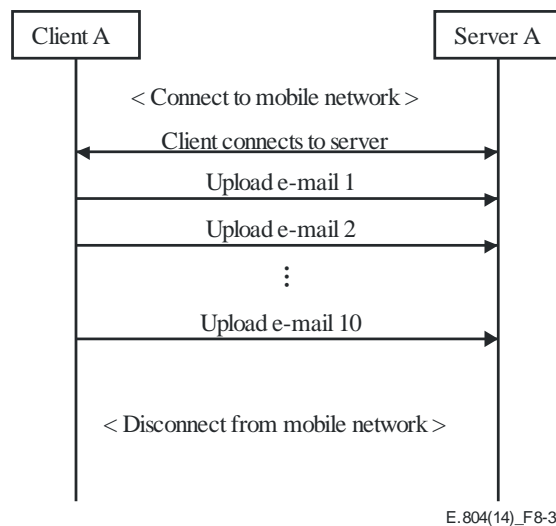 Client A
Server A
< Connect to mobile network >
Client connects to server
Upload e-mail 1
Upload e-mail 2
⋮
Upload e-mail 10
< Disconnect from mobile network >
E.804(14)_F8-3